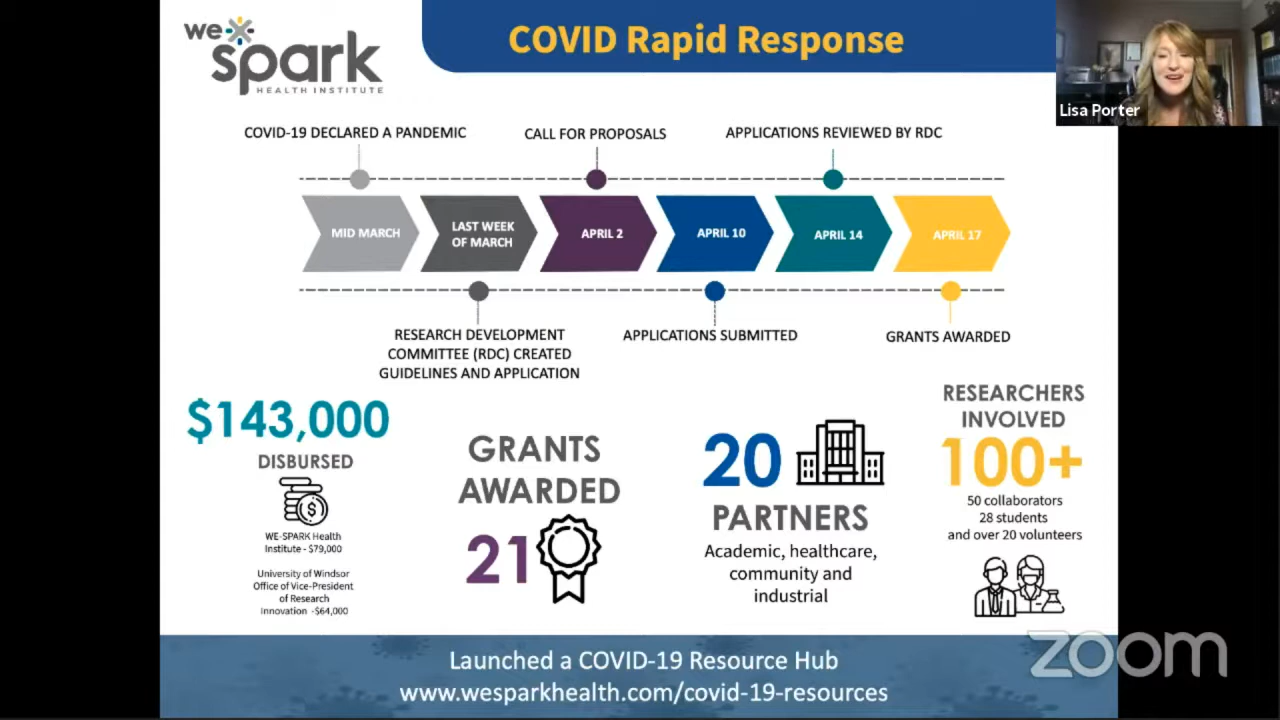 we
spark
HEALTH INSTITUTE
COVID Rapid Response
Lisa Porter
COVID-19 DECLARED A PANDEMIC
CALL FOR PROPOSALS
APPLICATIONS REVIEWED BY RDC
MID MARCH
LAST WEEK
OF MARCH
APRIL 2
APRIL 10
APRIL 14
APRIL 17
RESEARCH DEVELOPMENT
COMMITTEE (RDC) CREATED
GUIDELINES AND APPLICATION
APPLICATIONS SUBMITTED
GRANTS AWARDED
$143,000
DISBURSED
$
WE-SPARK Health
Institute - $79,000
University of Windsor
Office of Vice-President
of Research
Innovation -$64,000
GRANTS
AWARDED
21
20
PARTNERS
Academic, healthcare,
community and
industrial
RESEARCHERS
INVOLVED
100+
50 collaborators
28 students
and over 20 volunteers
Launched a COVID-19 Resource Hub
www.wesparkhealth.com/covid-19-resources
zoom